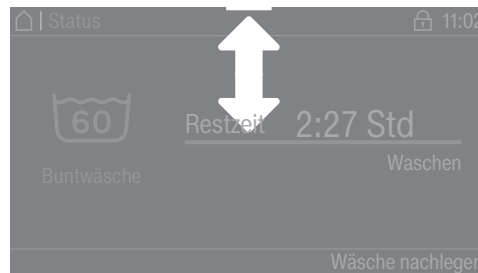 | Status 11:02
60
Restzeit 2:27 Std
Waschen
Buntwäsche
Wäsche nachlegen